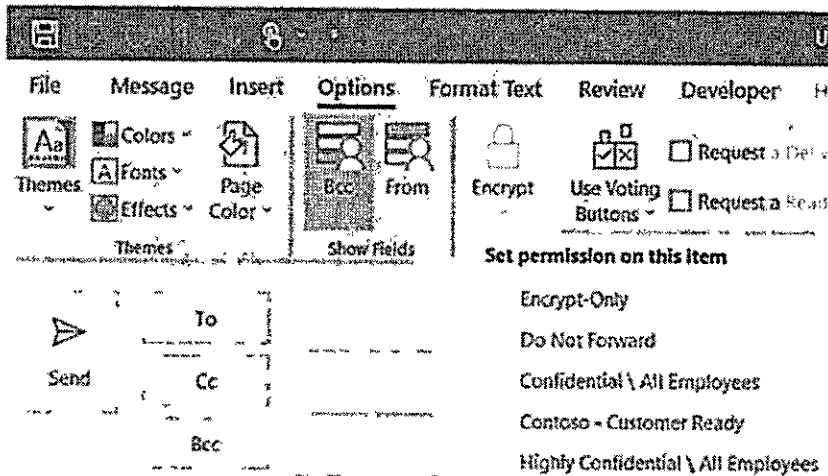 File Message Insert Options Format Text Review Developer
Aa Colors
Themes A Fonts Page Bcc From Encrypt Use Voting Request a
Effects Color Buttons Request a Read
Themes Show Fields Set permission on this item
To Encrypt-Only
Do Not Forward
Send Cc Confidential \ All Employees
Contoso - Customer Ready
Bcc Highly Confidential \ All Employees